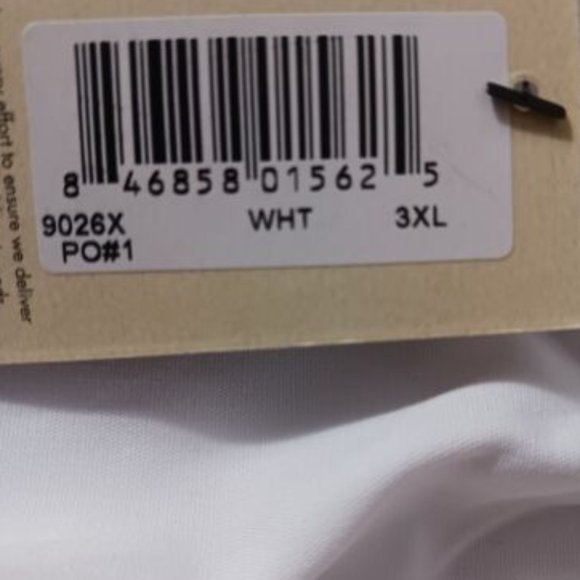 8 46858 01562 5
9026X WHT 3XL
PO#1
effort to ensure we deliver